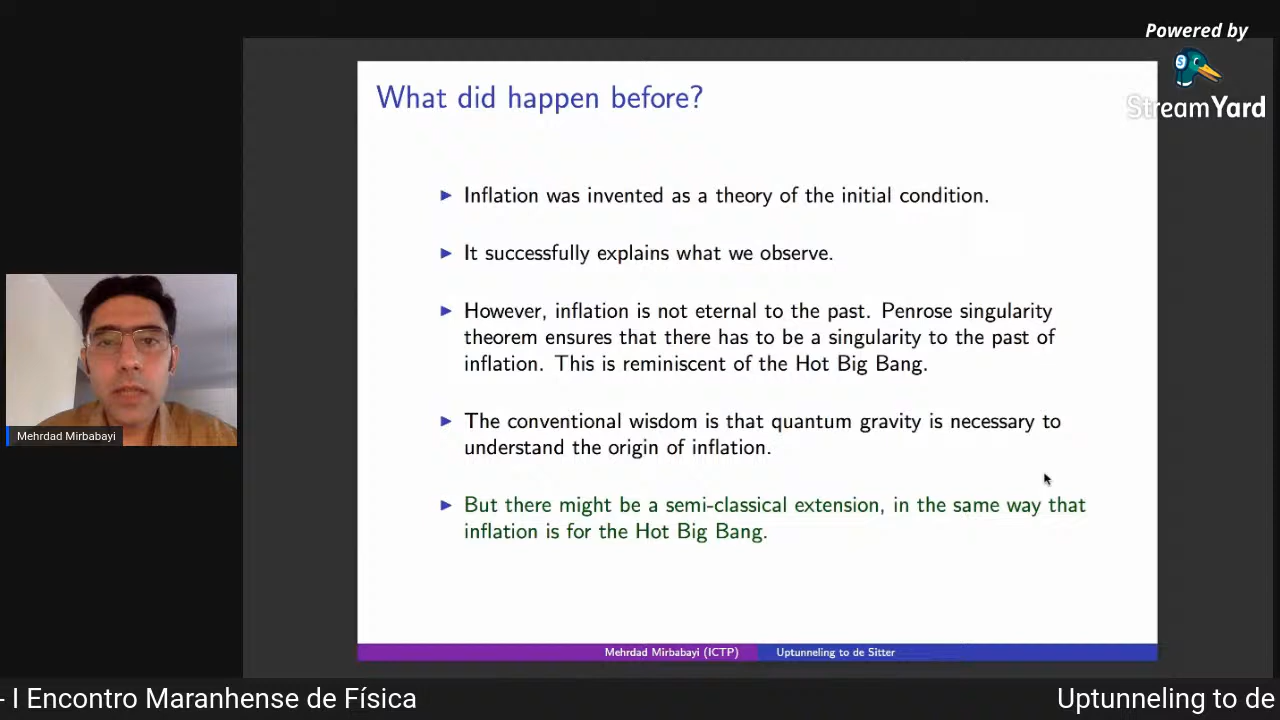 Powered by
StreamYard
What did happen before?
Inflation was invented as a theory of the initial condition.
It successfully explains what we observe.
However, inflation is not eternal to the past. Penrose singularity
theorem ensures that there has to be a singularity to the past of
inflation. This is reminiscent of the Hot Big Bang.
The conventional wisdom is that quantum gravity is necessary to
understand the origin of inflation.
But there might be a semi-classical extension, in the same way that
inflation is for the Hot Big Bang.
Mehrdad Mirbabayi
Mehrdad Mirbabayi (ICTP) Uptunneling to de Sitter
- I Encontro Maranhense de Física Uptunneling to de